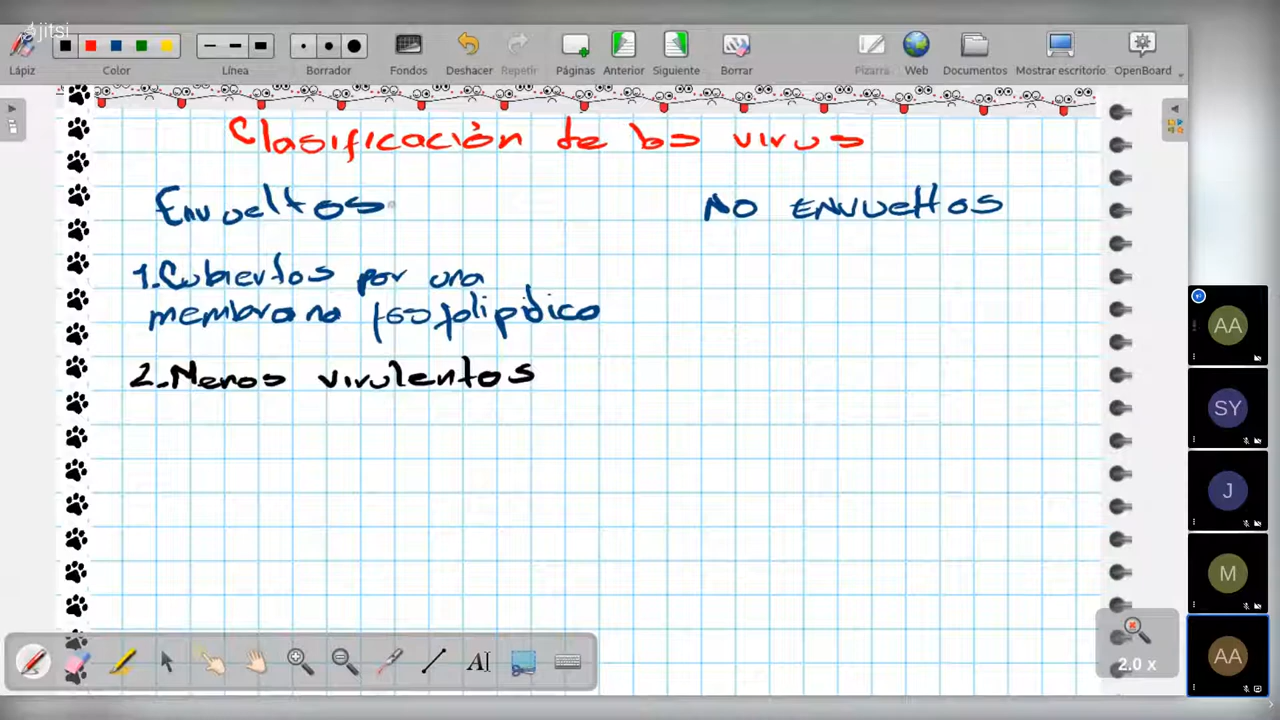 jitsi
Lápiz Color Línea Borrador Fondos Deshacer Repetir Páginas Anterior Siguiente Borrar Pizarra Web Documentos Mostrar escritorio OpenBoard
Clasificación de los virus
Envueltos
NO ENVUELTOS
1.Cubiertos por una
membrana fosfolipidica
2.Menos virulentos
AA
SY
J
M
AA
2.0 x